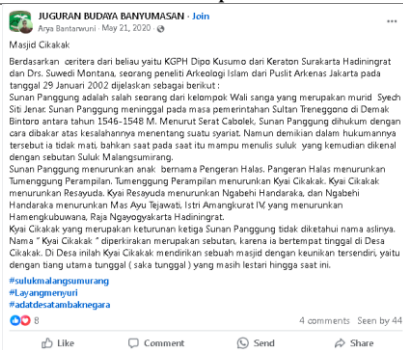 JUGURAN BUDAYA BANYUMASAN · Join
Arya Bantarwuni · May 21, 2020 ·
Masjid Cikakak
Berdasarkan ceritera dari beliau yaitu KGPH Dipo Kusumo dari Keraton Surakarta Hadiningrat
dan Drs. Suwedi Montana, seorang peneliti Arkeologi Islam dari Puslit Arkenas Jakarta pada
tanggal 29 Januari 2002 dijelaskan sebagai berikut :
Sunan Panggung adalah salah seorang dari kelompok Wali sanga yang merupakan murid Syech
Siti Jenar. Sunan Panggung meninggal pada masa pemerintahan Sultan Treneggono di Demak
Bintoro antara tahun 1546-1548 M. Menurut Serat Cabolek, Sunan Panggung dihukum dengan
cara dibakar atas kesalahannya menentang suatu syariat. Namun demikian dalam hukumannya
tersebut ia tidak mati, bahkan saat pada saat itu mampu menulis suluk yang kemudian dikenal
dengan sebutan Suluk Malangsumirang.
Sunan Panggung menurunkan anak bernama Pengeran Halas. Pangeran Halas menurunkan
Tumenggung Perampilan. Tumenggung Perampilan menurunkan Kyai Cikakak. Kyai Cikakak
menurunkan Resayuda. Kyai Resayuda menurunkan Ngabehi Handaraka, dan Ngabehi
Handaraka menurunkan Mas Ayu Tejawati, Istri Amangkurat IV, yang menurunkan
Hamengkubuwana, Raja Ngayogyakarta Hadiningrat.
Kyai Cikakak yang merupakan keturunan ketiga Sunan Panggung tidak diketahui nama aslinya.
Nama " Kyai Cikakak " diperkirakan merupakan sebutan, karena ia bertempat tinggal di Desa
Cikakak. Di Desa inilah Kyai Cikakak mendirikan sebuah masjid dengan keunikan tersendiri, yaitu
dengan tiang utama tunggal ( saka tunggal ) yang masih lestari hingga saat ini.
#sulukmalangsumurang
#Layangmenyuri
#adatdesatambaknegara
8
4 comments Seen by 44
Like Comment Send Share